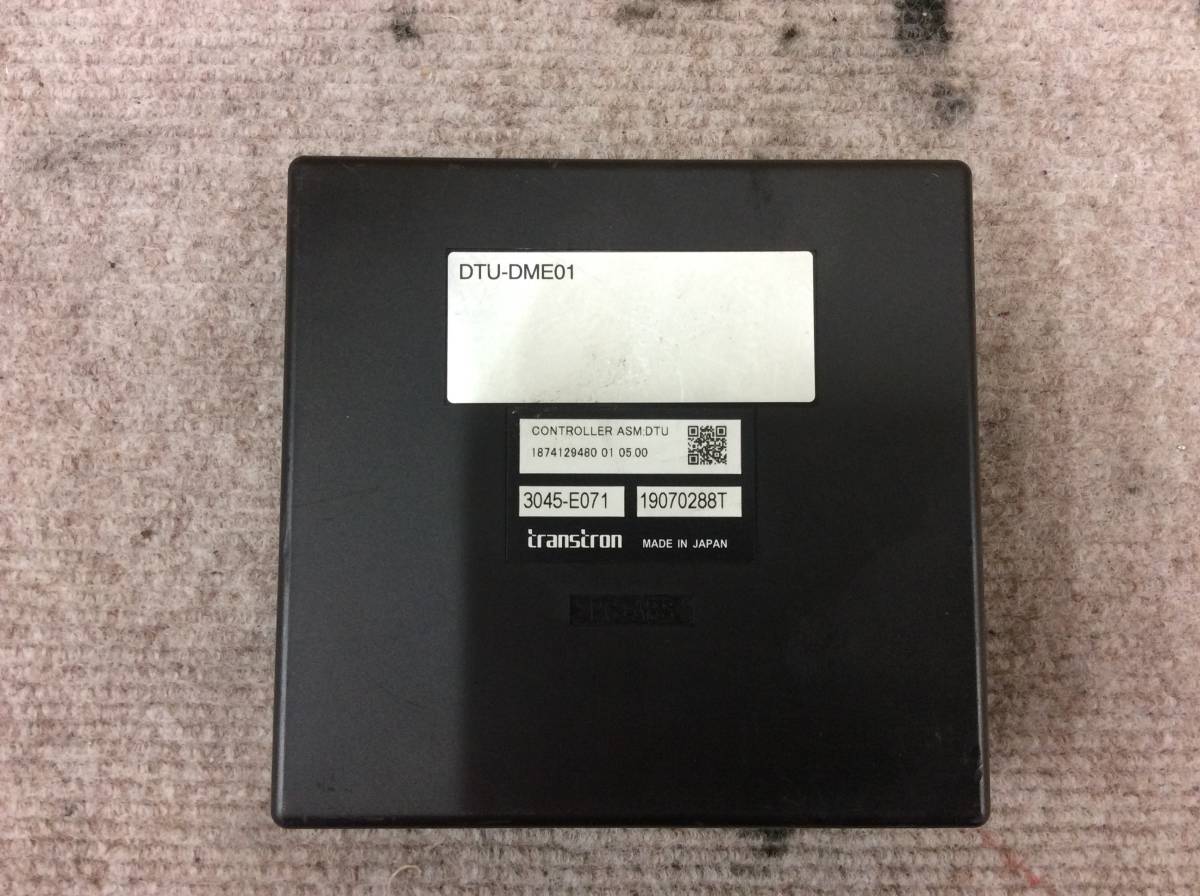 DTU-DME01
CONTROLLER ASM:DTU
1874129480 01 05.00
3045-E071 19070288T
transtron MADE IN JAPAN